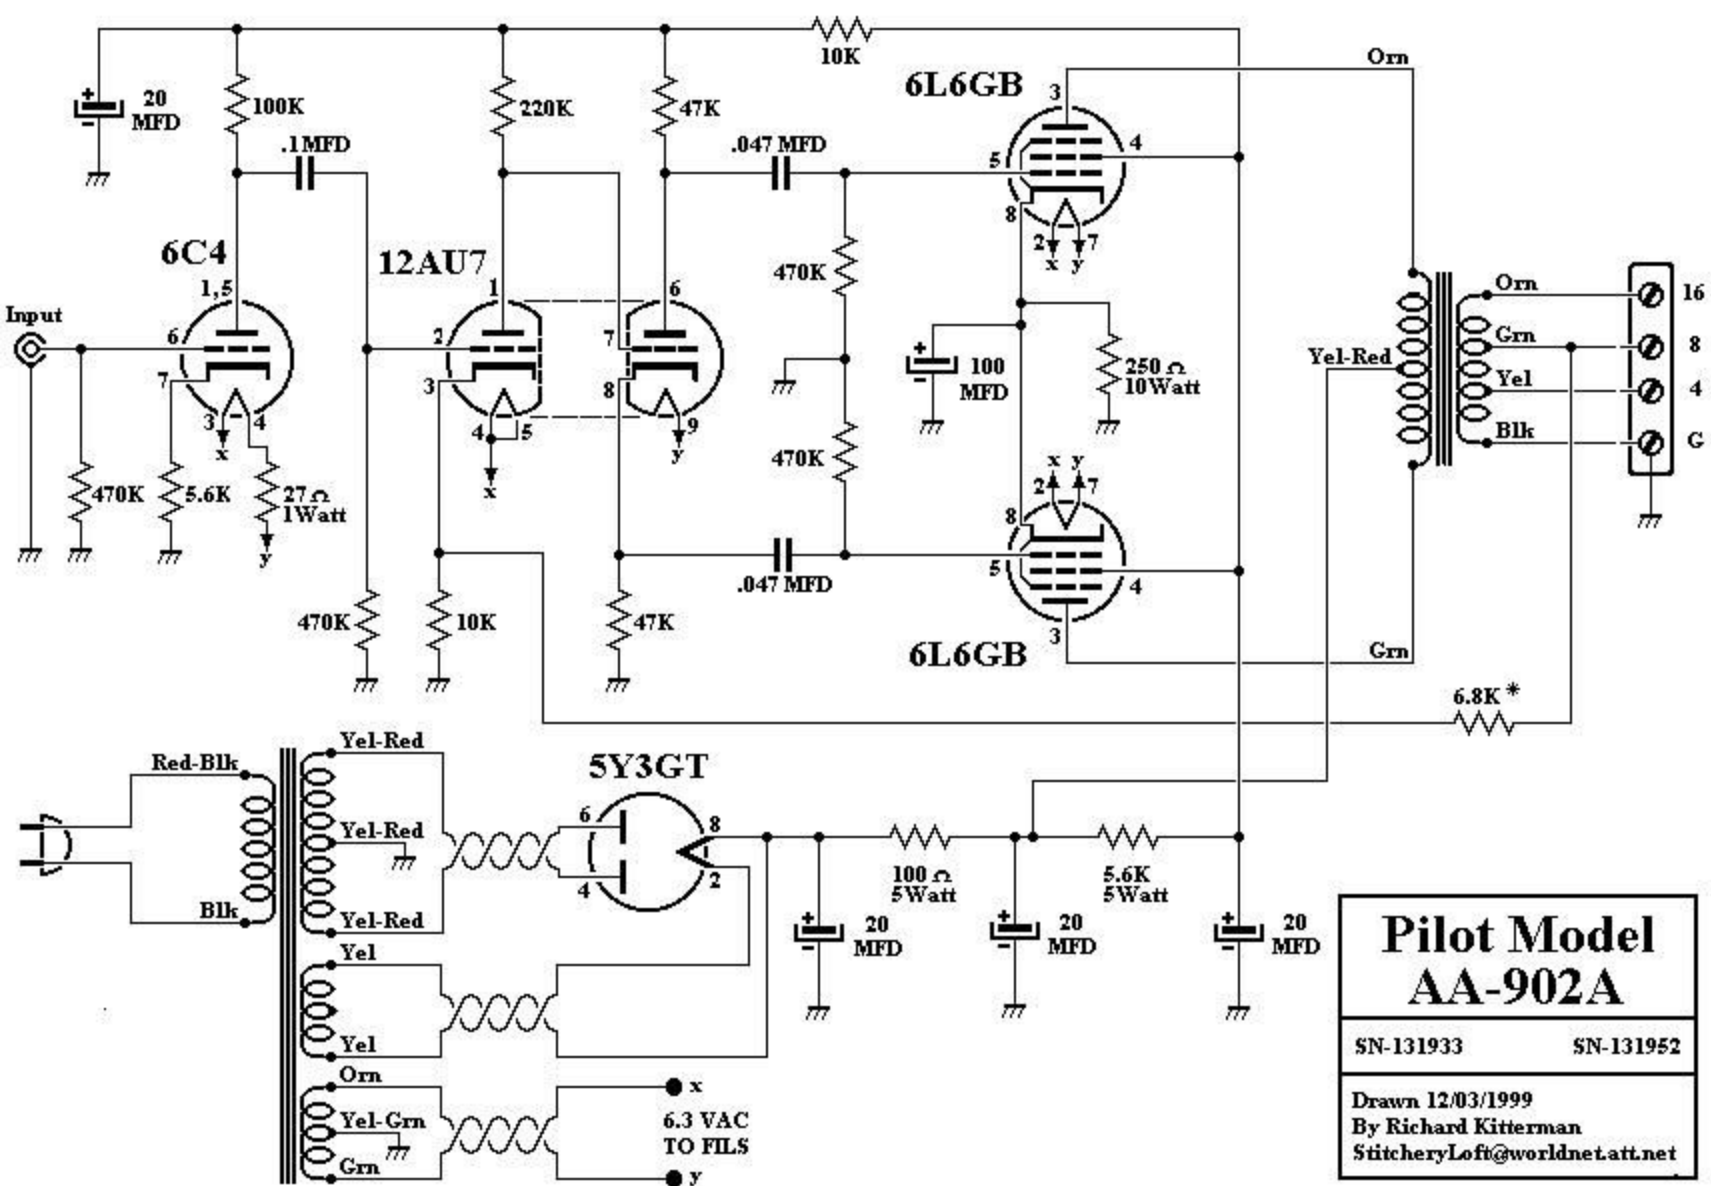 10K
Orn
6L6GB
3
20
MFD
100K
220K
47K
.1MFD
.047 MFD
5
4
8
2
7
x
y
6C4
12AU7
470K
1,5
1
6
Orn
16
Input
6
2
7
Grn
8
Yel-Red
7
3
8
100
MFD
250 Ω
10Watt
Yel
4
3
4
4
5
9
x
y
Blk
G
470K
x
y
2
7
470K
5.6K
27 Ω
1Watt
x
8
y
5
4
.047 MFD
470K
10K
47K
3
6L6GB
Grn
6.8K *
Yel-Red
Red-Blk
5Y3GT
6
8
Yel-Red
4
2
100 Ω
5Watt
5.6K
5Watt
Blk
Yel-Red
20
MFD
20
MFD
20
MFD
Yel
Yel
Orn
x
Yel-Grn
6.3 VAC
TO FILS
Grn
y
Pilot Model
AA-902A
SN-131933 SN-131952
Drawn 12/03/1999
By Richard Kitterman
StitcheryLoft@worldnet.att.net